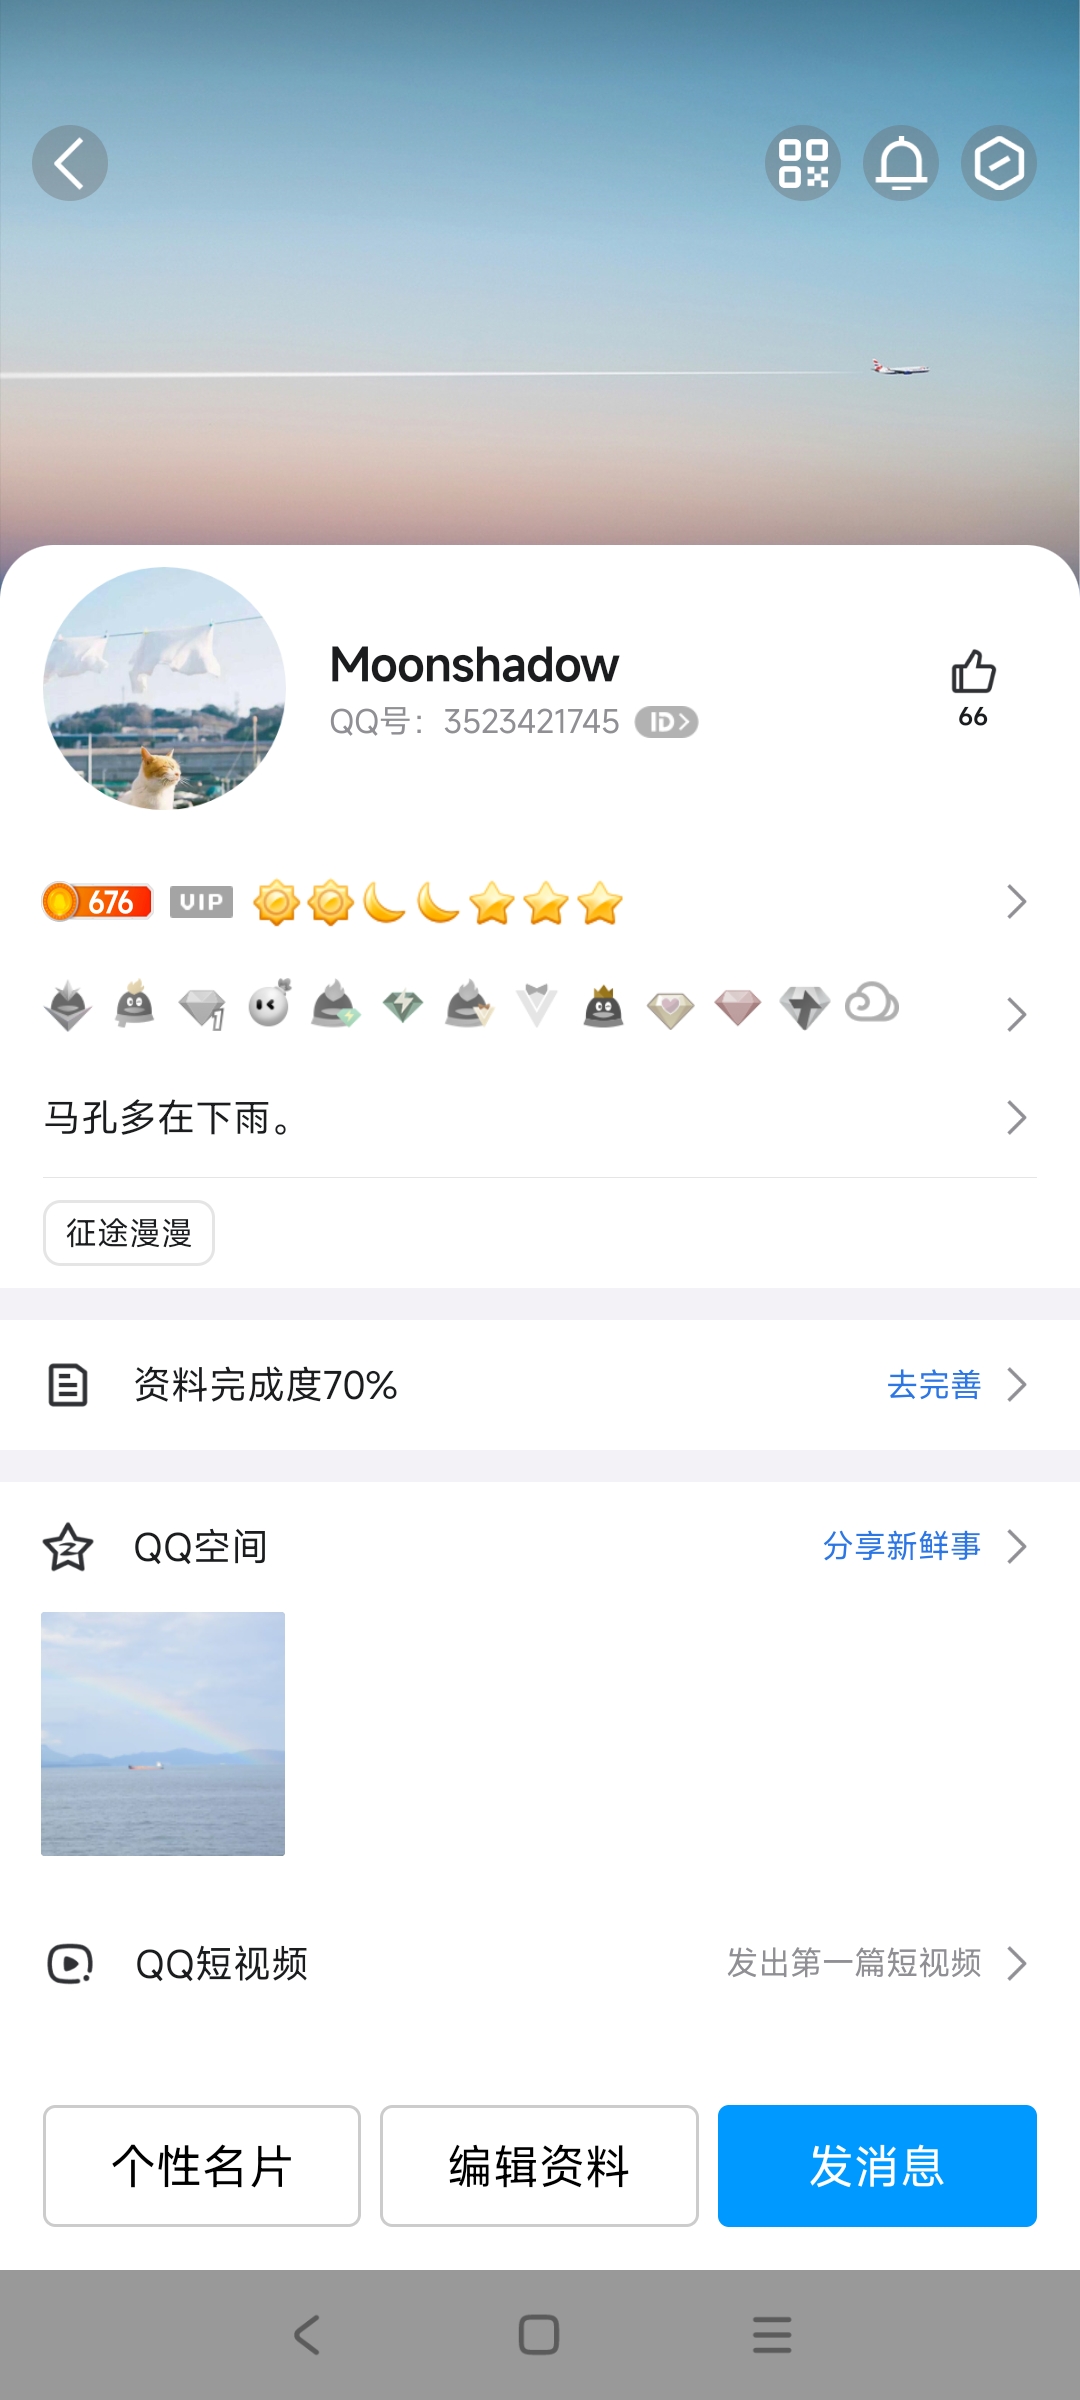 Moonshadow
QQ号：3523421745 ID
66
676 VIP
1
马孔多在下雨。
征途漫漫
资料完成度70% 去完善
QQ空间 分享新鲜事
QQ短视频 发出第一篇短视频
个性名片 编辑资料 发消息